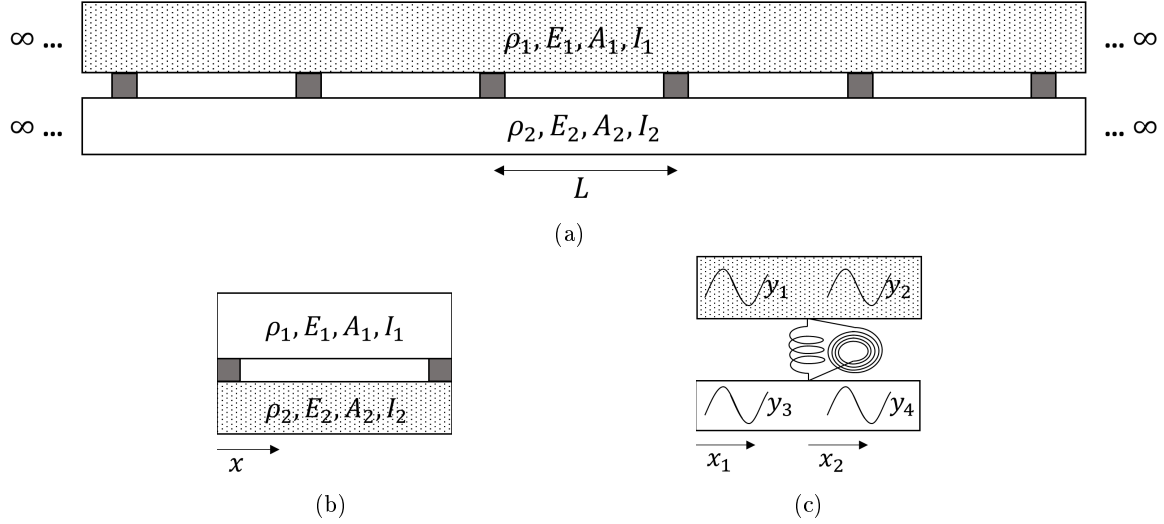 ∞ ... ρ₁, E₁, A₁, I₁ ... ∞
∞ ... ρ₂, E₂, A₂, I₂ ... ∞
L
(a)
ρ₁, E₁, A₁, I₁
ρ₂, E₂, A₂, I₂
x
(b)
y₁ y₂
y₃ y₄
x₁ x₂
(c)